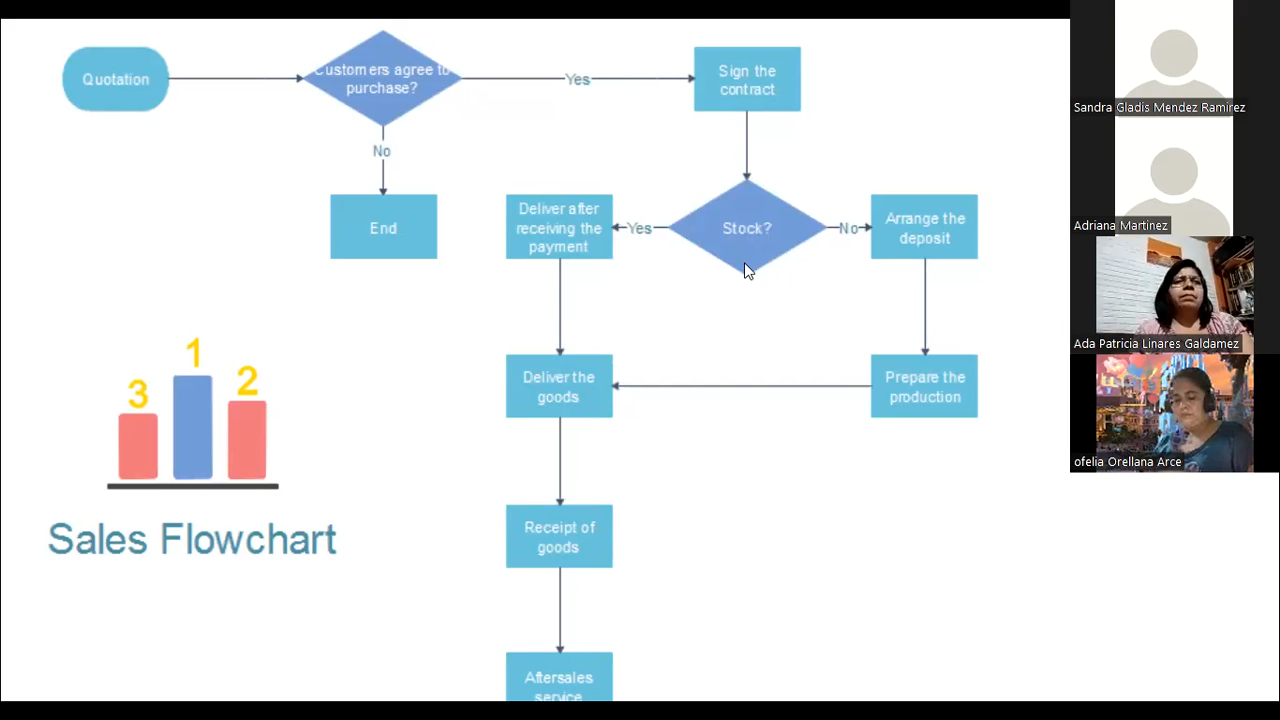 Quotation
Customers agree to
purchase?
Yes
Sign the
contract
No
End
Deliver after
receiving the
payment
Yes
Stock?
No
Arrange the
deposit
Deliver the
goods
Prepare the
production
3
1
2
Sales Flowchart
Receipt of
goods
Aftersales
service
Sandra Gladis Mendez Ramirez
Adriana Martinez
Ada Patricia Linares Galdamez
ofelia Orellana Arce